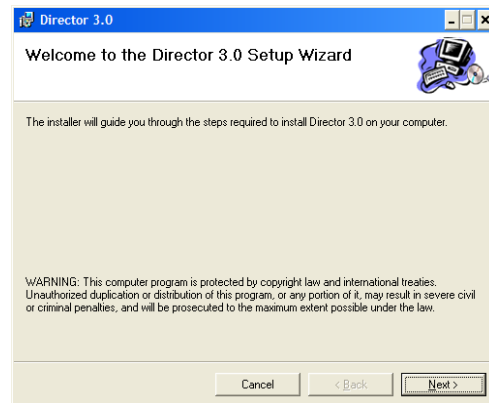 Director 3.0
Welcome to the Director 3.0 Setup Wizard
The installer will guide you through the steps required to install Director 3.0 on your computer.
WARNING: This computer program is protected by copyright law and international treaties.
Unauthorized duplication or distribution of this program, or any portion of it, may result in severe civil
or criminal penalties, and will be prosecuted to the maximum extent possible under the law.
Cancel
< Back
Next >